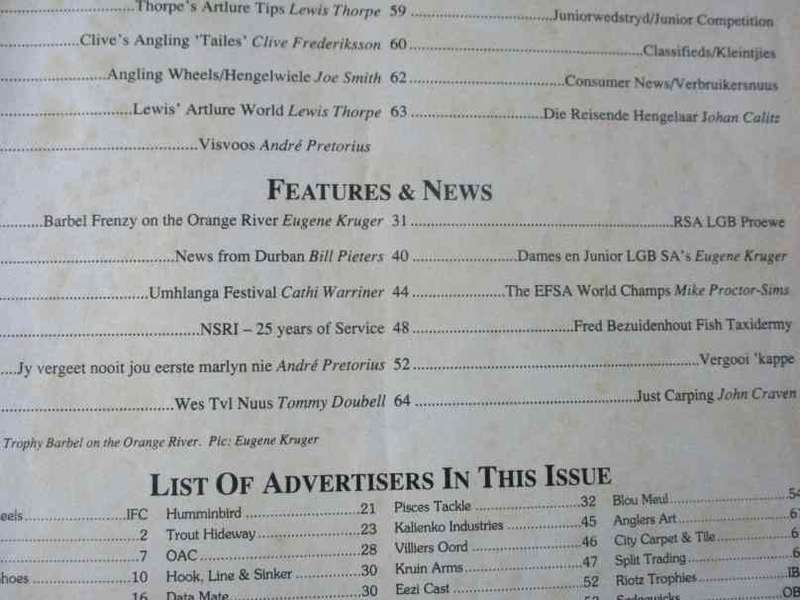 Thorpe's Artlure Tips Lewis Thorpe 59 ........Juniorwedstryd/Junior Competition
Clive's Angling 'Tailes' Clive Frederiksson 60 ........Classifieds/Kleintjies
Angling Wheels/Hengelwiele Joe Smith 62 ........Consumer News/Verbruikersnuus
Lewis' Artlure World Lewis Thorpe 63 ........Die Reisende Hengelaar Johan Calitz
Visvoos André Pretorius
FEATURES & NEWS
Barbel Frenzy on the Orange River Eugene Kruger 31 ........RSA LGB Proewe
News from Durban Bill Pieters 40 ........Dames en Junior LGB SA's Eugene Kruger
Umhlanga Festival Cathi Warriner 44 ........The EFSA World Champs Mike Proctor-Sims
NSRI – 25 years of Service 48 ........Fred Bezuidenhout Fish Taxidermy
Jy vergeet nooit jou eerste marlyn nie André Pretorius 52 ........Vergooi 'kappe
Wes Tvl Nuus Tommy Doubell 64 ........Just Carping John Craven
Trophy Barbel on the Orange River. Pic: Eugene Kruger
LIST OF ADVERTISERS IN THIS ISSUE
eels........IFC
2
7
hoes ........10
16
Humminbird ........21
Trout Hideway........23
OAC ........28
Hook, Line & Sinker ........30
Data Mate........30
Pisces Tackle ........32
Kalienko Industries ........45
Villiers Oord ........46
Kruin Arms........47
Eezi Cast ........52
Blou Meul........54
Anglers Art........6
City Carpet & Tile........6
Split Trading........6
Riotz Trophies........IB
OB